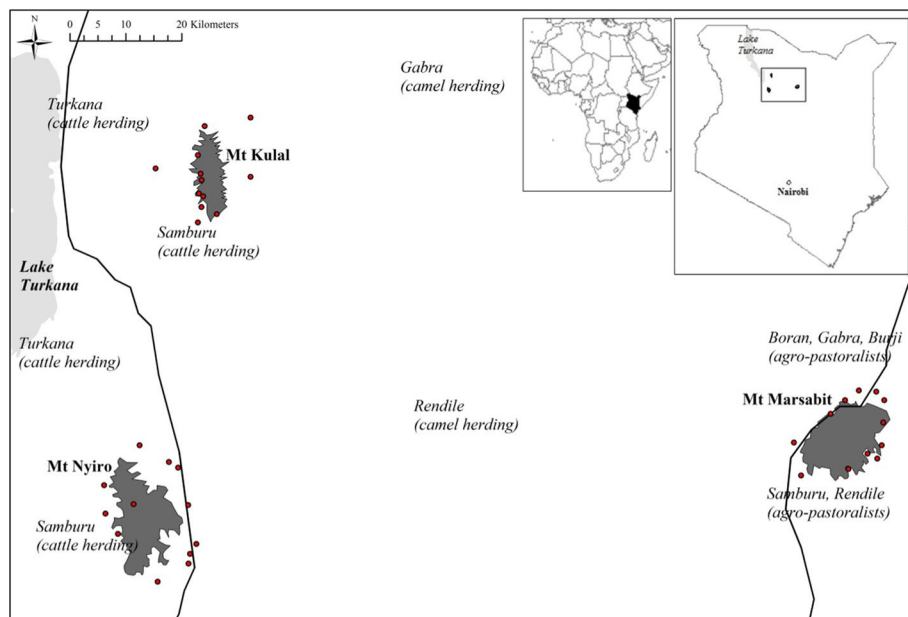 N
0 5 10 20 Kilometers
Gabra
(camel herding)
Lake
Turkana
Turkana
(cattle herding)
Mt Kulal
Nairobi
Samburu
(cattle herding)
Lake
Turkana
Turkana
(cattle herding)
Boran, Gabra, Burji
(agro-pastoralists)
Rendile
(camel herding)
Mt Marsabit
Mt Nyiro
Samburu, Rendile
(agro-pastoralists)
Samburu
(cattle herding)